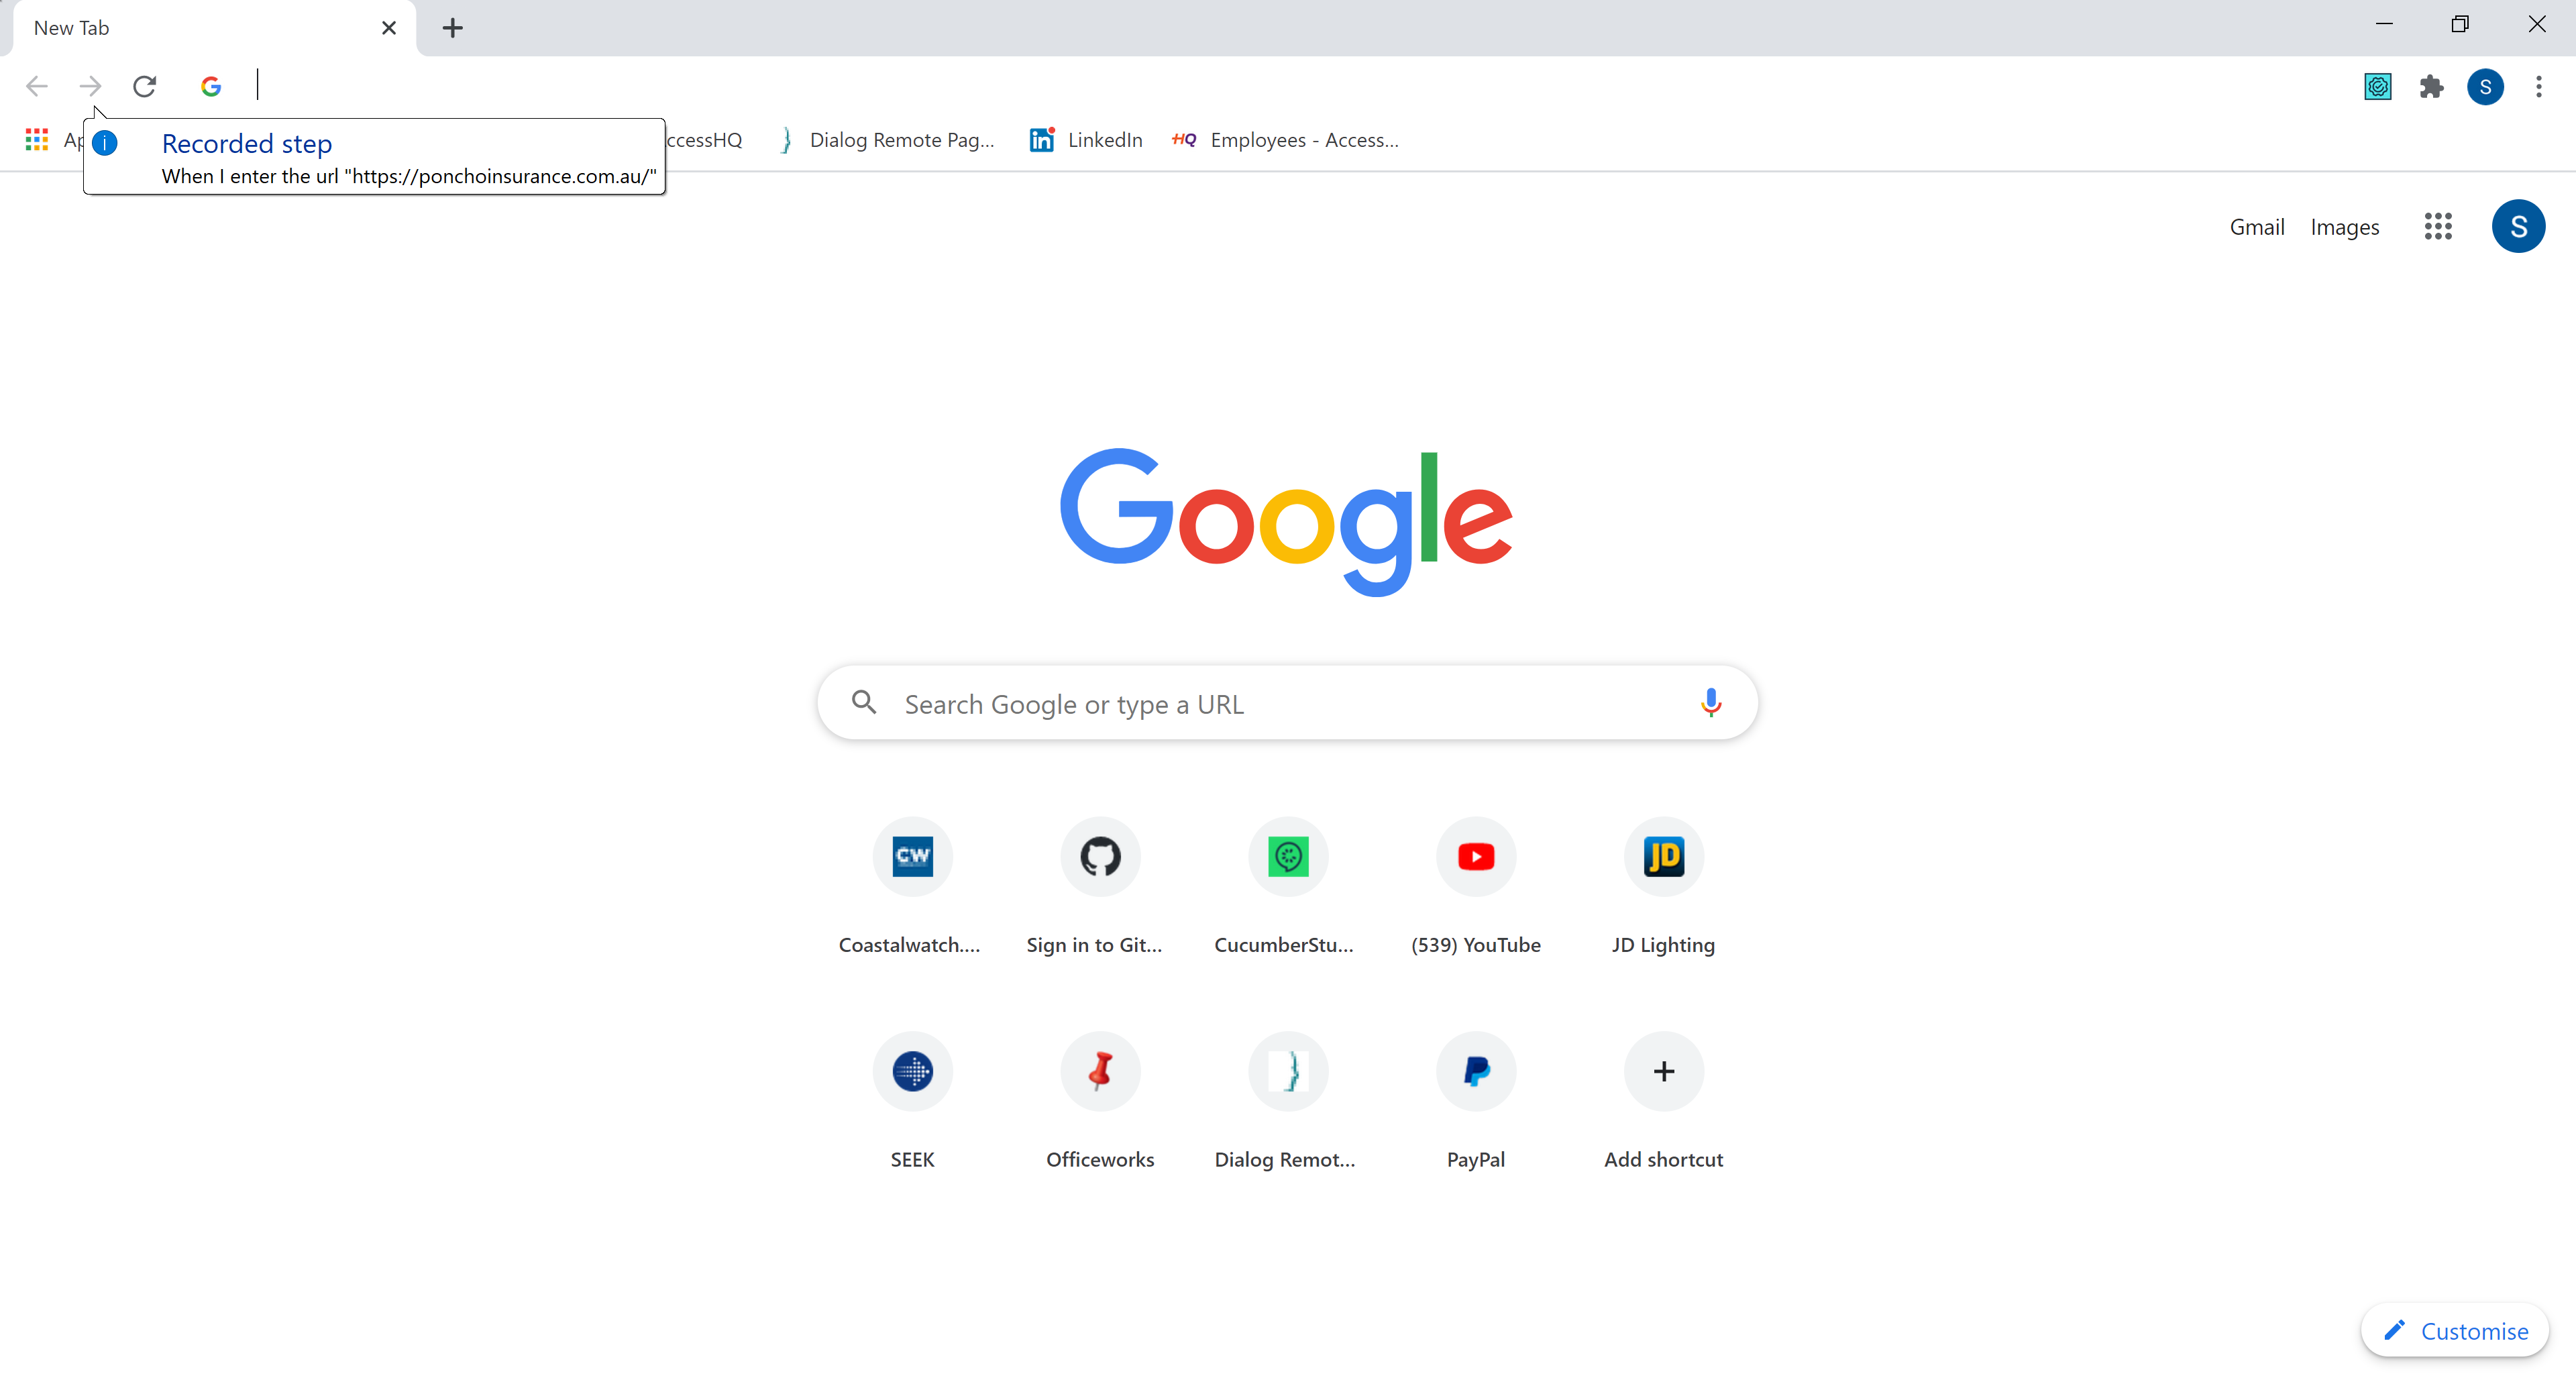 New Tab
S
Recorded step
When I enter the url "https://ponchoinsurance.com.au/"
Dialog Remote Pag...
LinkedIn
HQ Employees - Access...
Gmail Images
S
Google
Search Google or type a URL
CW
JD
Coastalwatch....
Sign in to Git...
CucumberStu...
(539) YouTube
JD Lighting
SEEK
Officeworks
Dialog Remot...
PayPal
Add shortcut
Customise